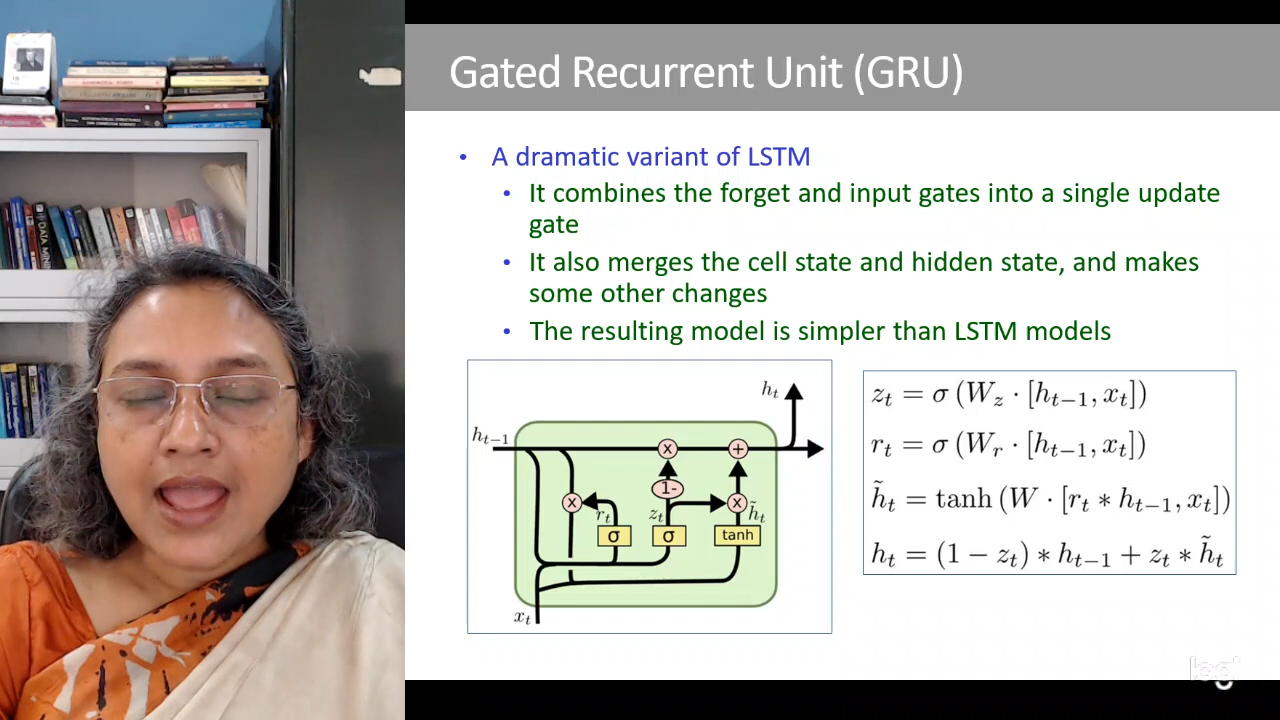 Gated Recurrent Unit (GRU)
• A dramatic variant of LSTM
• It combines the forget and input gates into a single update
gate
• It also merges the cell state and hidden state, and makes
some other changes
• The resulting model is simpler than LSTM models
h_t
h_{t-1}
x
+
1-
x
x
r_t
z_t
h̃_t
σ
σ
tanh
x_t
z_t = σ (W_z · [h_{t-1}, x_t])
r_t = σ (W_r · [h_{t-1}, x_t])
h̃_t = tanh (W · [r_t * h_{t-1}, x_t])
h_t = (1 − z_t) * h_{t-1} + z_t * h̃_t
DATA MINI